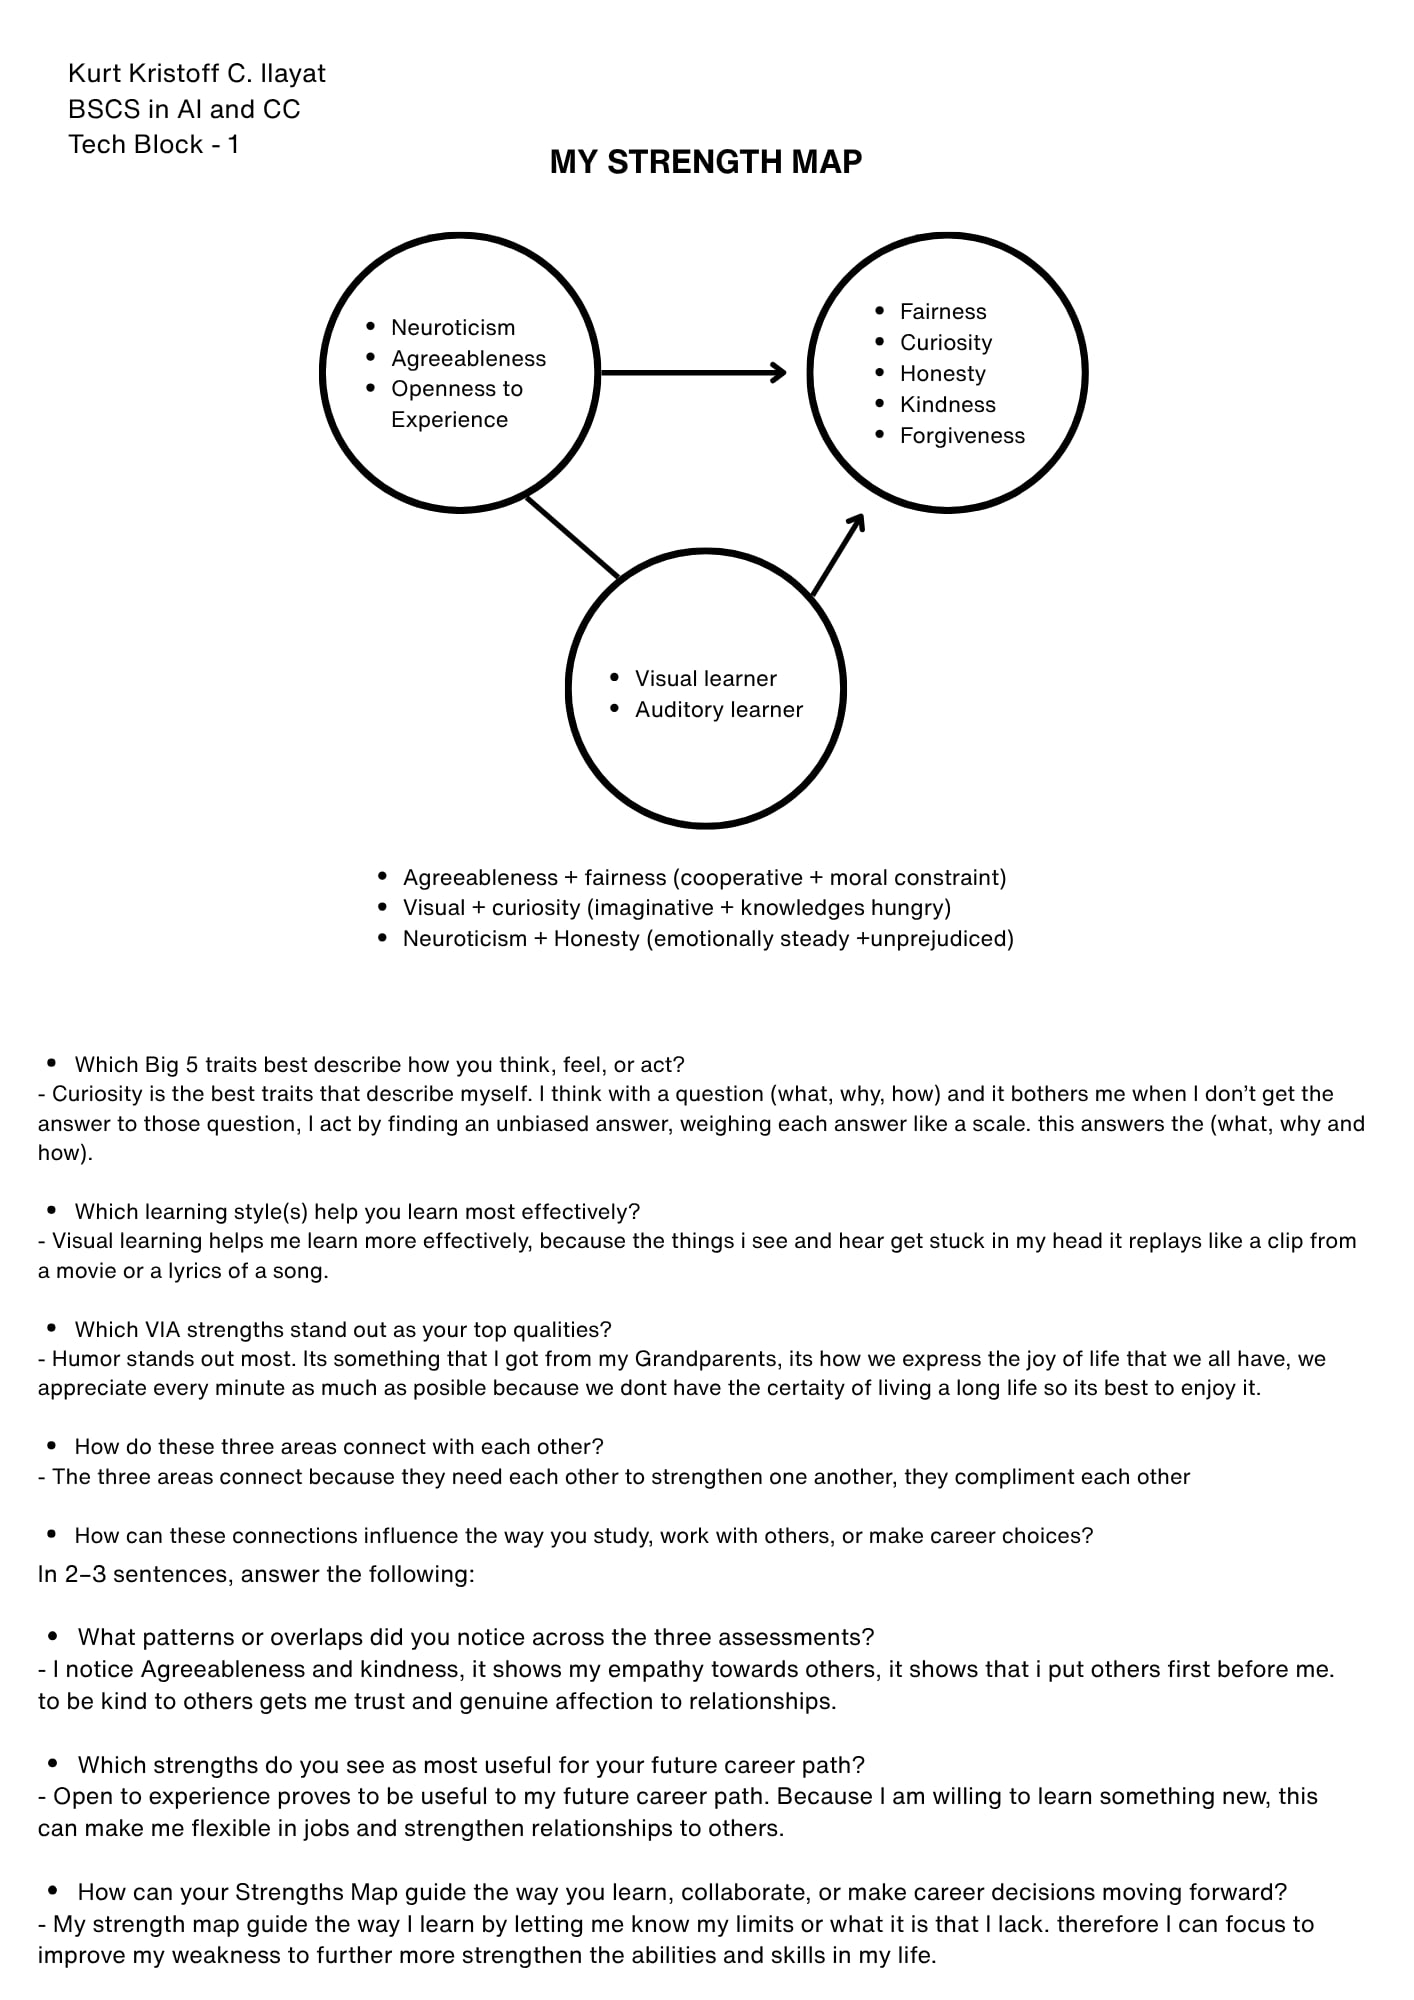 Kurt Kristoff C. Ilayat
BSCS in AI and CC
Tech Block - 1
MY STRENGTH MAP
• Neuroticism
• Agreeableness
• Openness to
Experience
• Fairness
• Curiosity
• Honesty
• Kindness
• Forgiveness
• Visual learner
• Auditory learner
• Agreeableness + fairness (cooperative + moral constraint)
• Visual + curiosity (imaginative + knowledges hungry)
• Neuroticism + Honesty (emotionally steady +unprejudiced)
• Which Big 5 traits best describe how you think, feel, or act?
- Curiosity is the best traits that describe myself. I think with a question (what, why, how) and it bothers me when I don’t get the
answer to those question, I act by finding an unbiased answer, weighing each answer like a scale. this answers the (what, why and
how).
• Which learning style(s) help you learn most effectively?
- Visual learning helps me learn more effectively, because the things i see and hear get stuck in my head it replays like a clip from
a movie or a lyrics of a song.
• Which VIA strengths stand out as your top qualities?
- Humor stands out most. Its something that I got from my Grandparents, its how we express the joy of life that we all have, we
appreciate every minute as much as posible because we dont have the certaity of living a long life so its best to enjoy it.
• How do these three areas connect with each other?
- The three areas connect because they need each other to strengthen one another, they compliment each other
• How can these connections influence the way you study, work with others, or make career choices?
In 2–3 sentences, answer the following:
• What patterns or overlaps did you notice across the three assessments?
- I notice Agreeableness and kindness, it shows my empathy towards others, it shows that i put others first before me.
to be kind to others gets me trust and genuine affection to relationships.
• Which strengths do you see as most useful for your future career path?
- Open to experience proves to be useful to my future career path. Because I am willing to learn something new, this
can make me flexible in jobs and strengthen relationships to others.
• How can your Strengths Map guide the way you learn, collaborate, or make career decisions moving forward?
- My strength map guide the way I learn by letting me know my limits or what it is that I lack. therefore I can focus to
improve my weakness to further more strengthen the abilities and skills in my life.